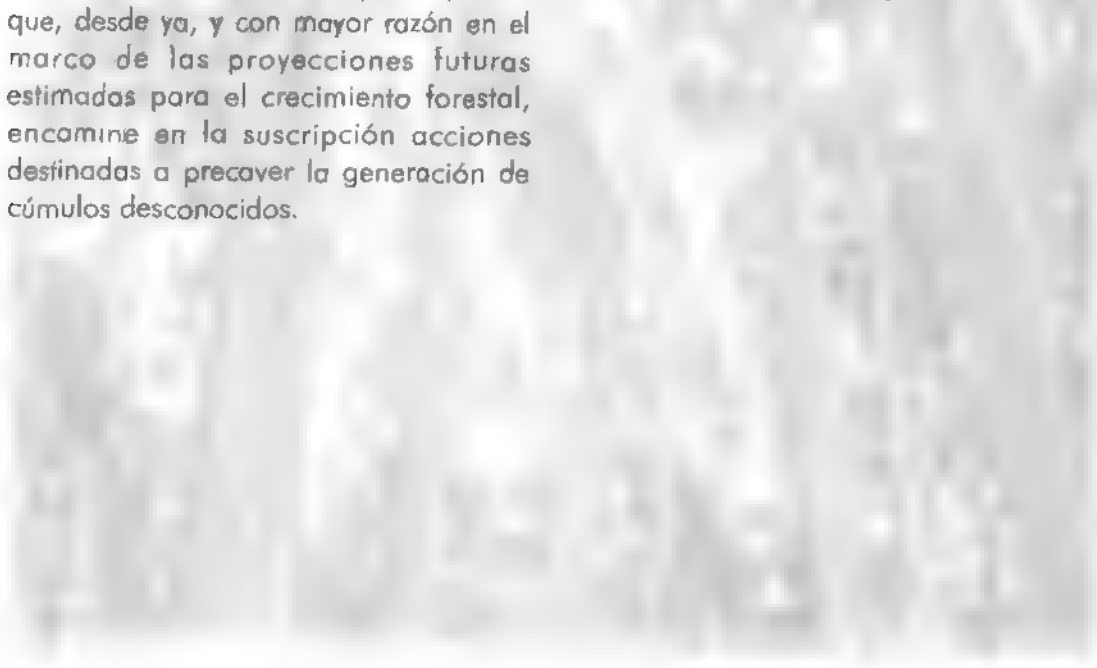 que, desde ya, y con mayor razón en el
marco de las proyecciones futuras
estimadas para el crecimiento forestal,
encamine en la suscripción acciones
destinadas a precaver la generación de
cúmulos desconocidos.